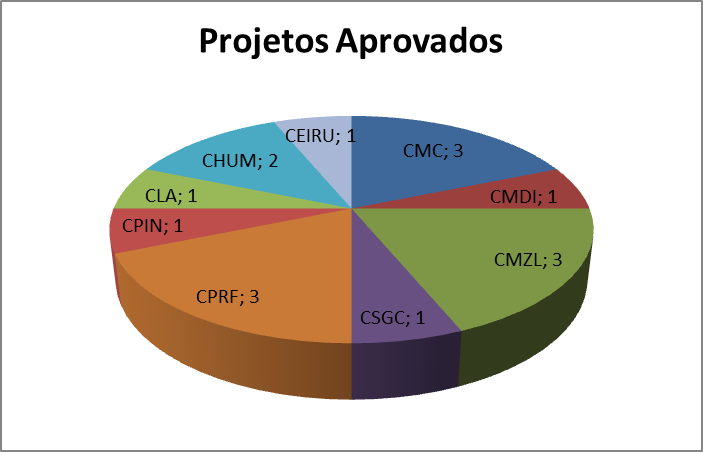 Projetos Aprovados
CEIRU; 1
CMC; 3
CHUM; 2
CLA; 1
CMDI; 1
CPIN; 1
CMZL; 3
CPRF; 3
CSGC; 1